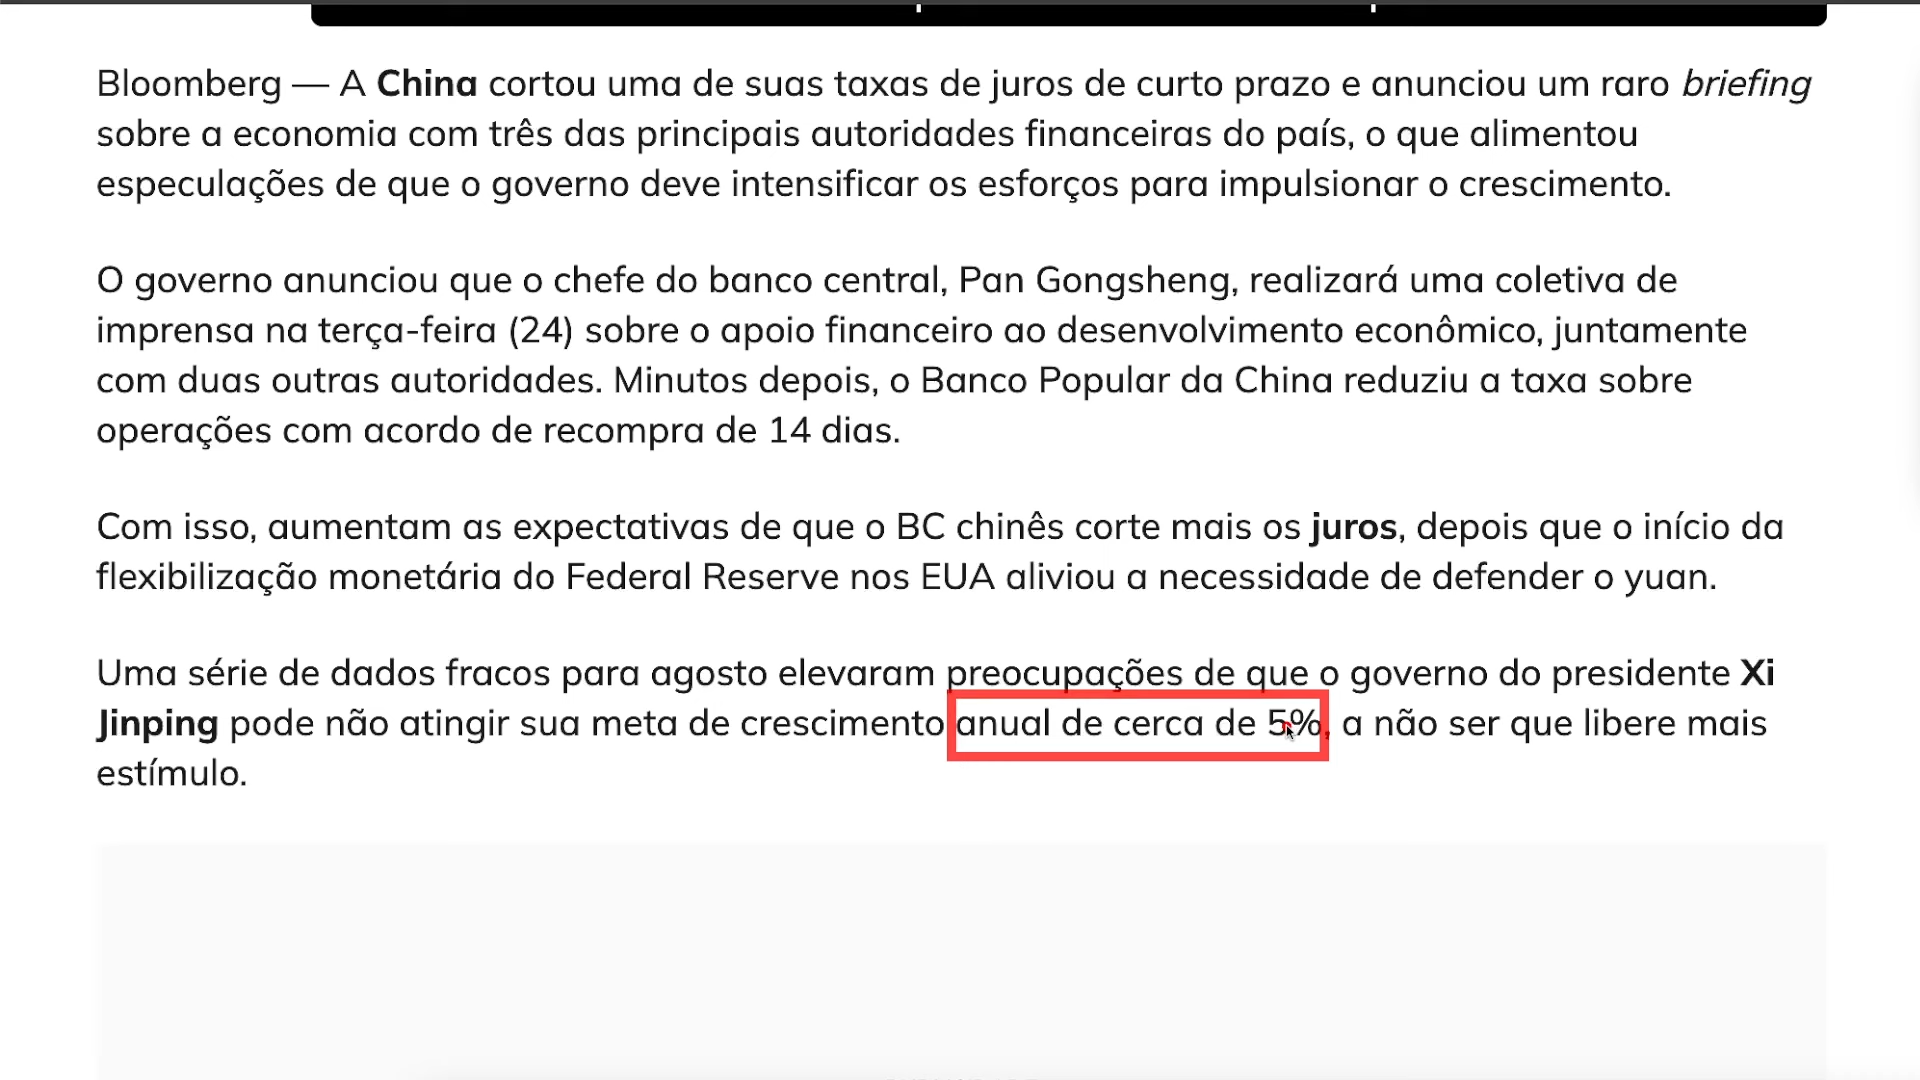 Bloomberg — A China cortou uma de suas taxas de juros de curto prazo e anunciou um raro briefing
sobre a economia com três das principais autoridades financeiras do país, o que alimentou
especulações de que o governo deve intensificar os esforços para impulsionar o crescimento.
O governo anunciou que o chefe do banco central, Pan Gongsheng, realizará uma coletiva de
imprensa na terça-feira (24) sobre o apoio financeiro ao desenvolvimento econômico, juntamente
com duas outras autoridades. Minutos depois, o Banco Popular da China reduziu a taxa sobre
operações com acordo de recompra de 14 dias.
Com isso, aumentam as expectativas de que o BC chinês corte mais os juros, depois que o início da
flexibilização monetária do Federal Reserve nos EUA aliviou a necessidade de defender o yuan.
Uma série de dados fracos para agosto elevaram preocupações de que o governo do presidente Xi
Jinping pode não atingir sua meta de crescimento anual de cerca de 5%, a não ser que libere mais
estímulo.